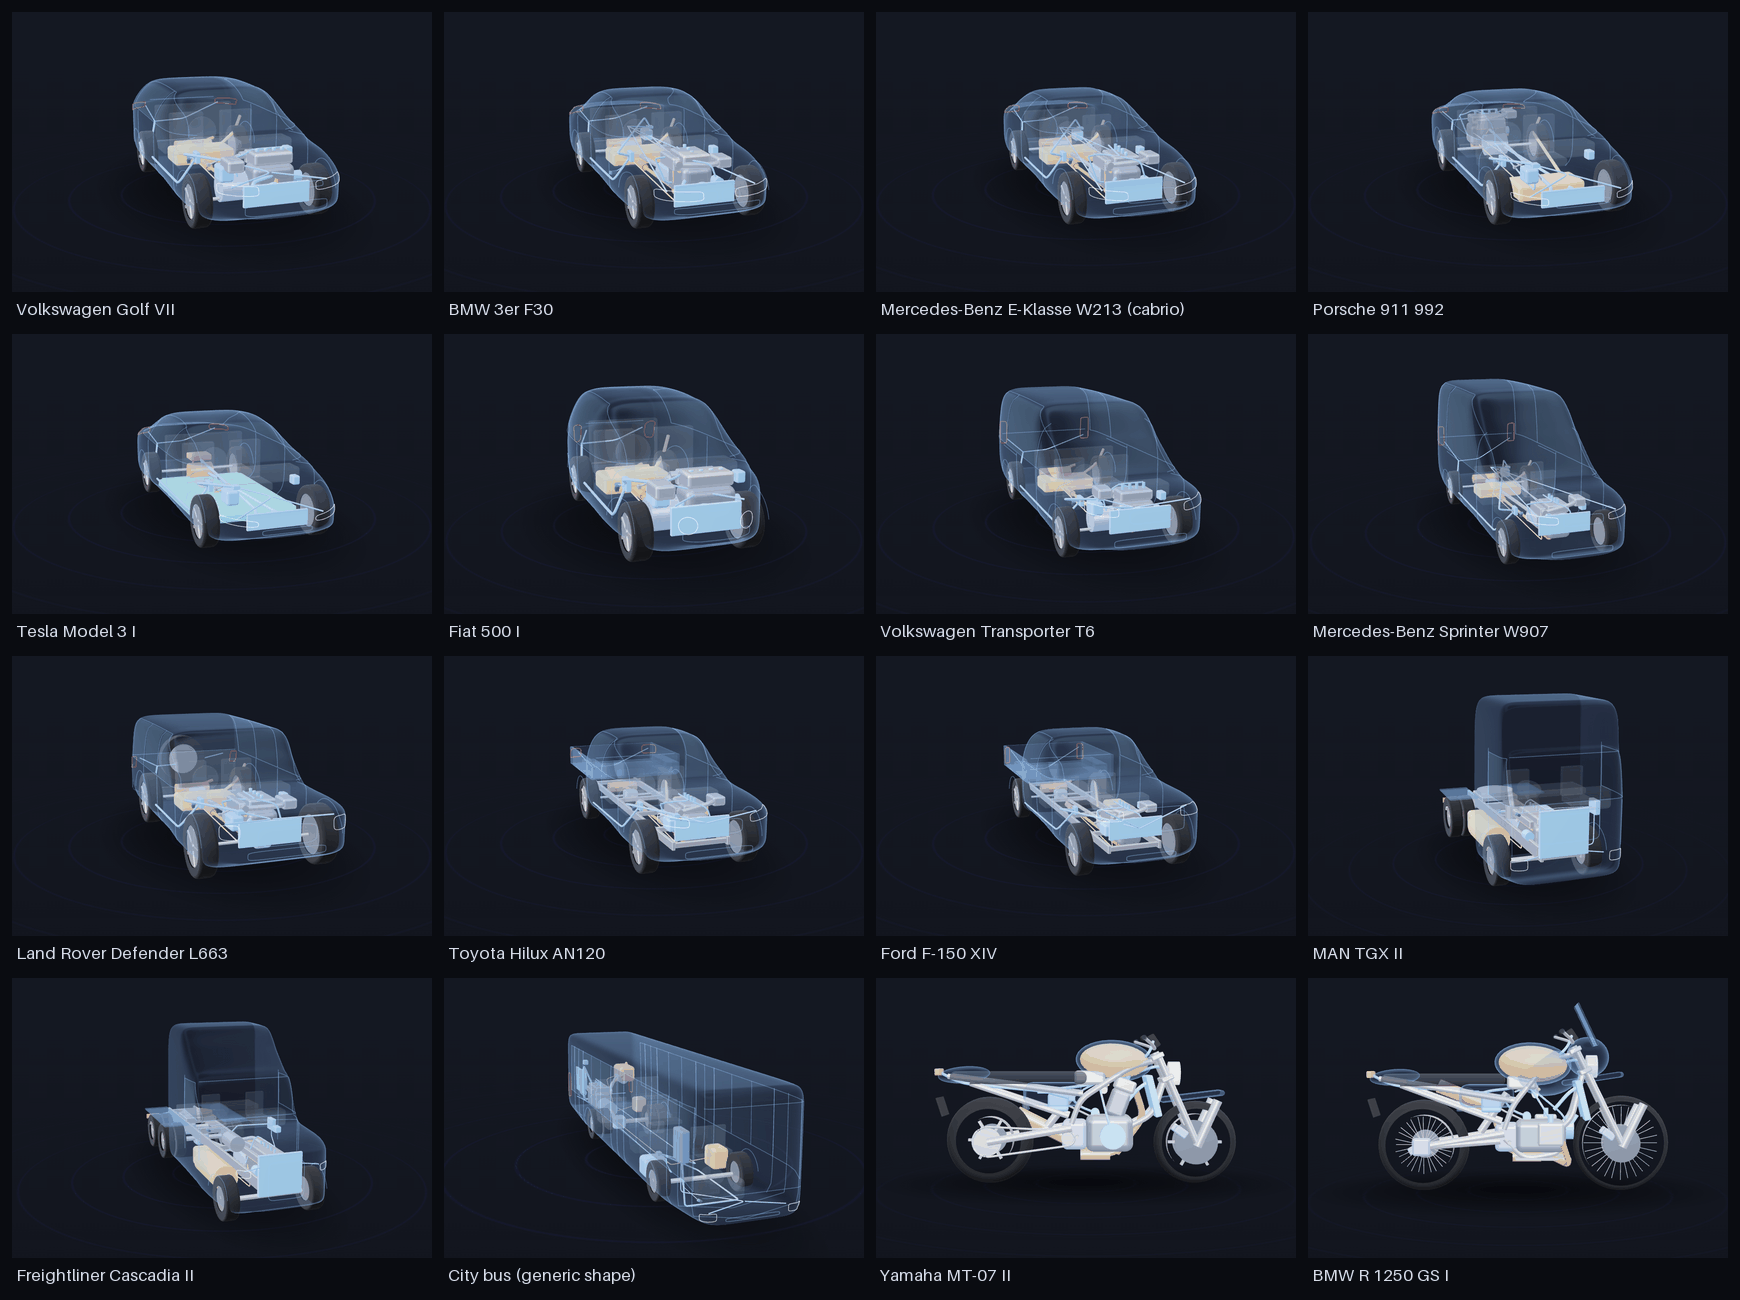 Volkswagen Golf VII
BMW 3er F30
Mercedes-Benz E-Klasse W213 (cabrio)
Porsche 911 992
Tesla Model 3 I
Fiat 500 I
Volkswagen Transporter T6
Mercedes-Benz Sprinter W907
Land Rover Defender L663
Toyota Hilux AN120
Ford F-150 XIV
MAN TGX II
Freightliner Cascadia II
City bus (generic shape)
Yamaha MT-07 II
BMW R 1250 GS I